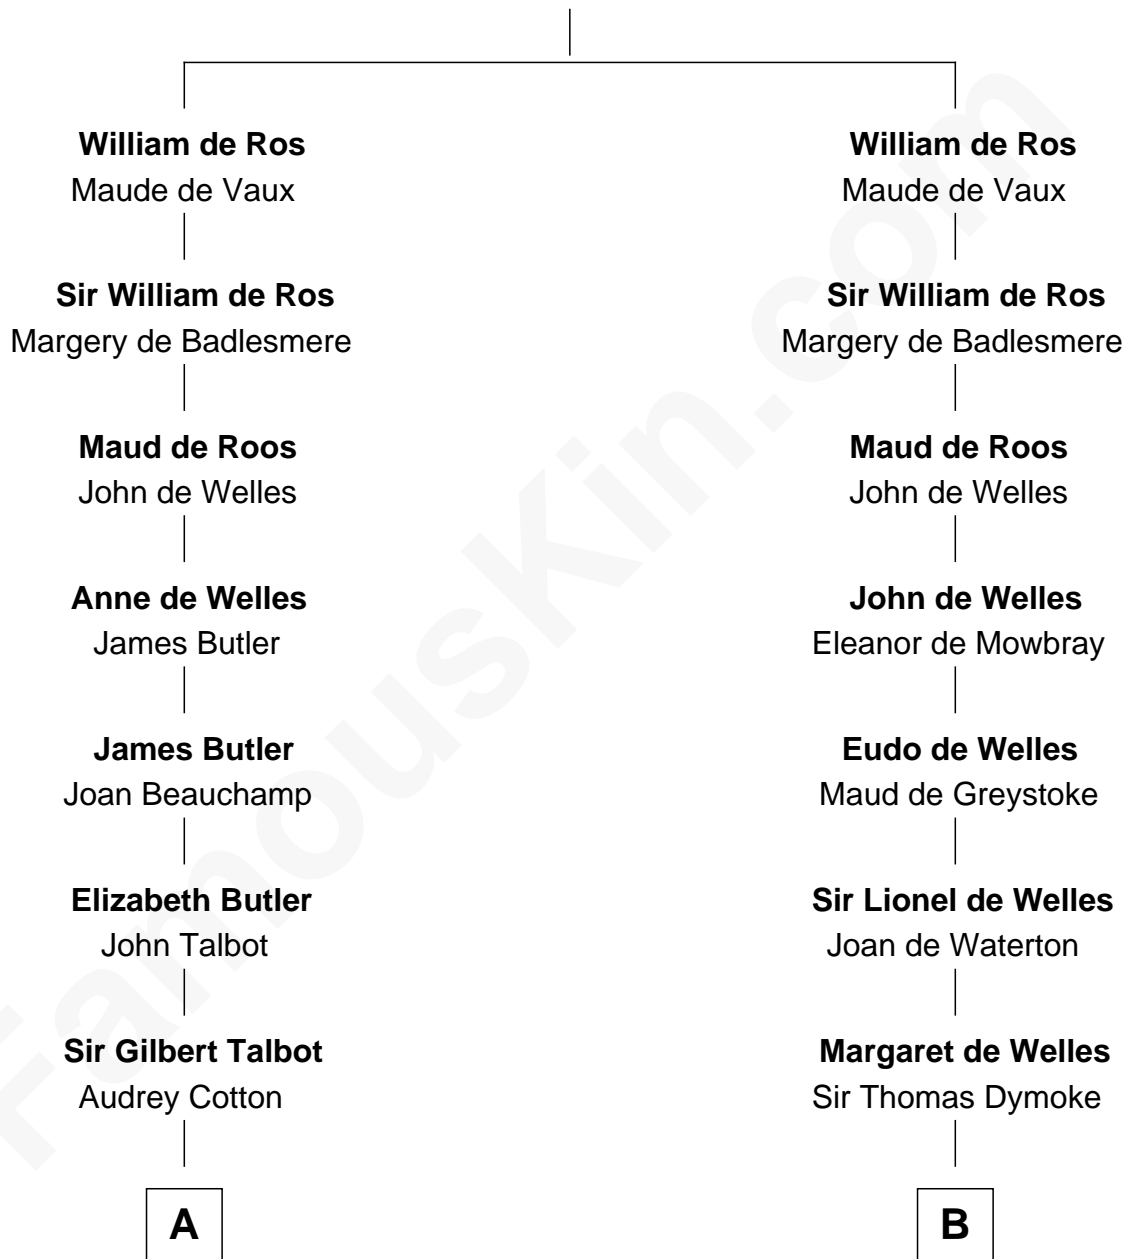 William de Ros
Maude de Vaux
Sir William de Ros
Margery de Badlesmere
Maud de Roos
John de Welles
Anne de Welles
James Butler
James Butler
Joan Beauchamp
Elizabeth Butler
John Talbot
Sir Gilbert Talbot
Audrey Cotton
A
William de Ros
Maude de Vaux
Sir William de Ros
Margery de Badlesmere
Maud de Roos
John de Welles
John de Welles
Eleanor de Mowbray
Eudo de Welles
Maud de Greystoke
Sir Lionel de Welles
Joan de Waterton
Margaret de Welles
Sir Thomas Dymoke
B
FamousKin.com